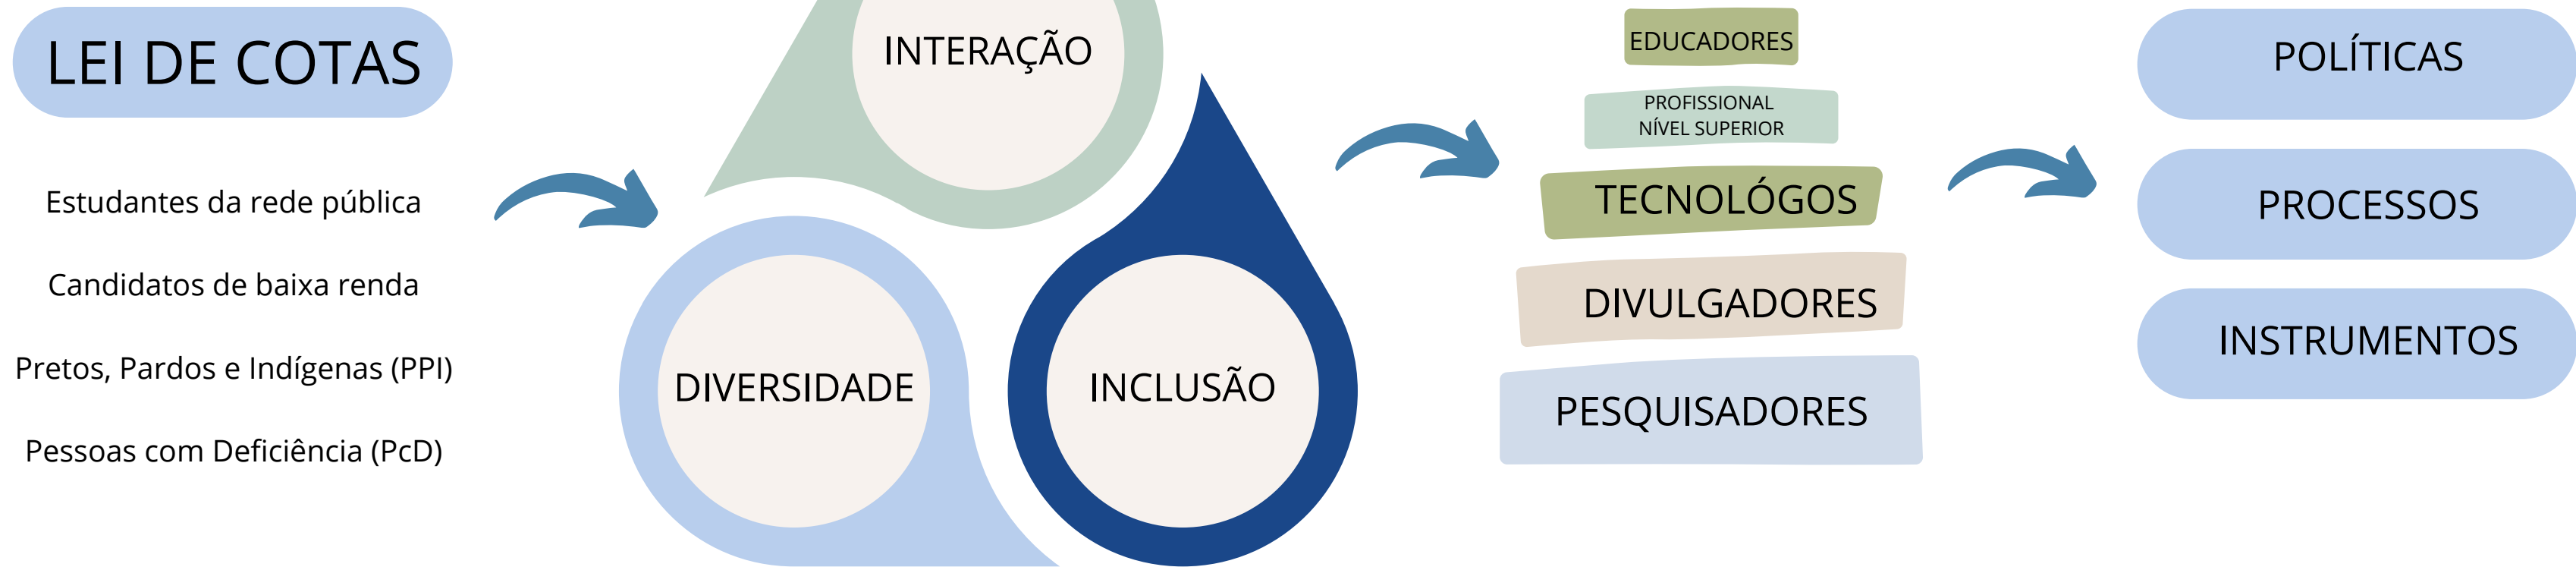 LEI DE COTAS
Estudantes da rede pública
Candidatos de baixa renda
Pretos, Pardos e Indígenas (PPI)
Pessoas com Deficiência (PcD)
INTERAÇÃO
DIVERSIDADE
INCLUSÃO
EDUCADORES
PROFISSIONAL
NÍVEL SUPERIOR
TECNOLÓGOS
DIVULGADORES
PESQUISADORES
POLÍTICAS
PROCESSOS
INSTRUMENTOS